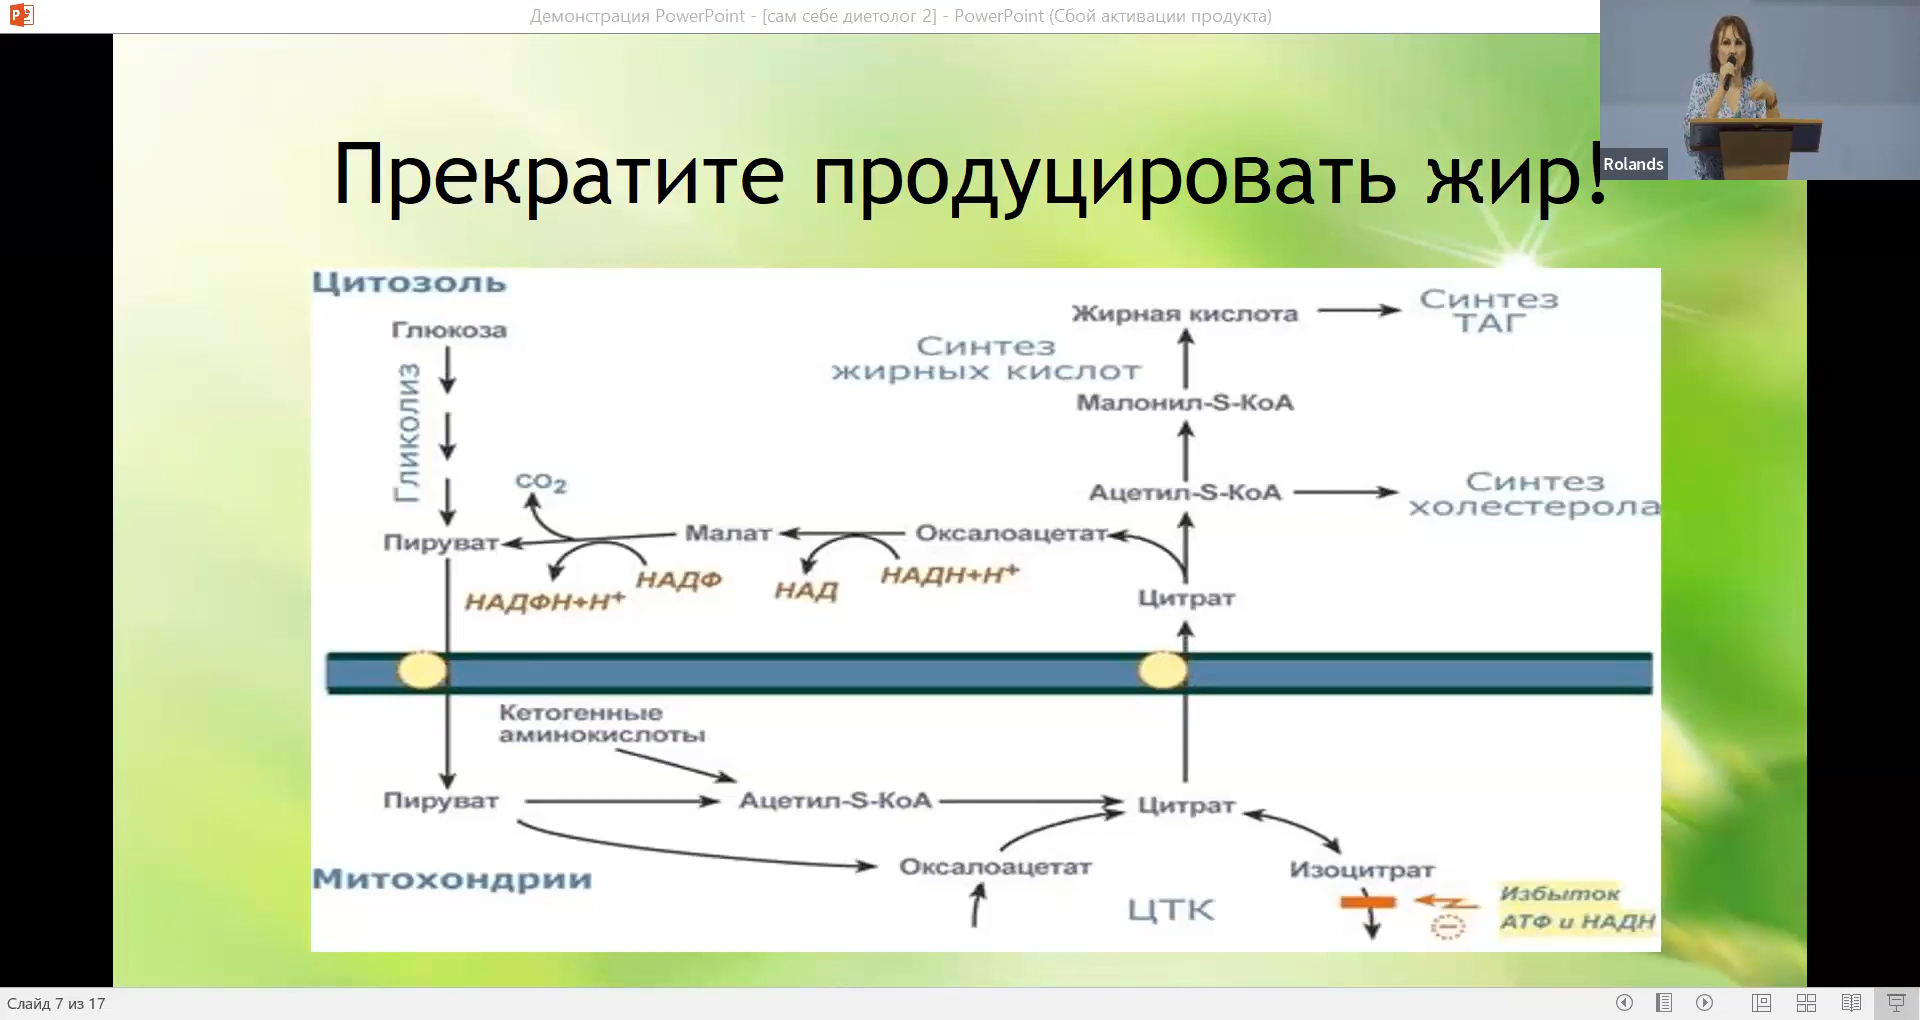 Демонстрация PowerPoint - [сам себе диетолог 2] - PowerPoint (Сбой активации продукта)
Rolands
Прекратите продуцировать жир!
Цитозоль
Глюкоза
Гликолиз
Жирная кислота
Синтез
ТАГ
Синтез
жирных кислот
Малонил-S-КоА
Ацетил-S-КоА
Синтез
холестерола
CO2
Пируват
Малат
Оксалоацетат
НАДФН+Н+
НАДФ
НАД
НАДН+Н+
Цитрат
Кетогенные
аминокислоты
Пируват
Ацетил-S-КоА
Цитрат
Оксалоацетат
Изоцитрат
Митохондрии
ЦТК
Избыток
АТФ и НАДН
Слайд 7 из 17